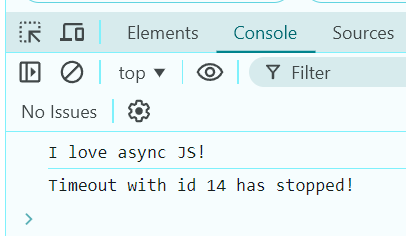 Elements Console Sources
top Filter
No Issues
I love async JS!
Timeout with id 14 has stopped!